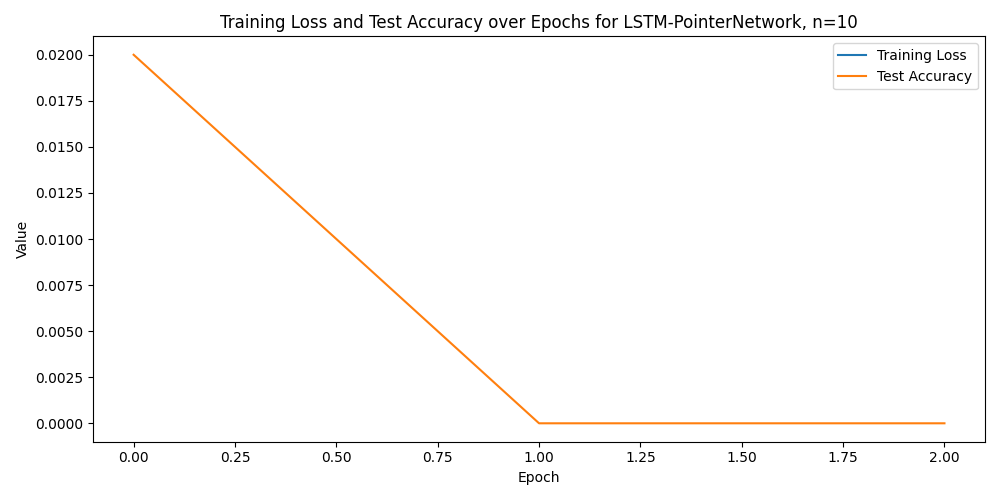 Training Loss and Test Accuracy over Epochs for LSTM-PointerNetwork, n=10
Training Loss
Test Accuracy
0.0200
0.0175
0.0150
0.0125
0.0100
0.0075
0.0050
0.0025
0.0000
Value
0.00 0.25 0.50 0.75 1.00 1.25 1.50 1.75 2.00
Epoch